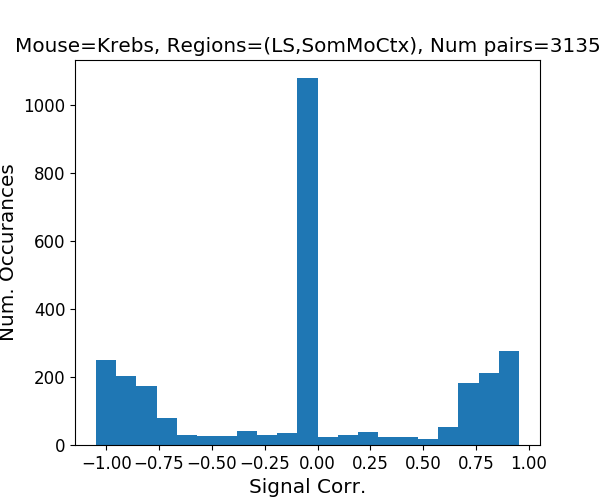 Mouse=Krebs, Regions=(LS,SomMoCtx), Num pairs=3135
Num. Occurances
1000
800
600
400
200
0
−1.00 −0.75 −0.50 −0.25 0.00 0.25 0.50 0.75 1.00
Signal Corr.